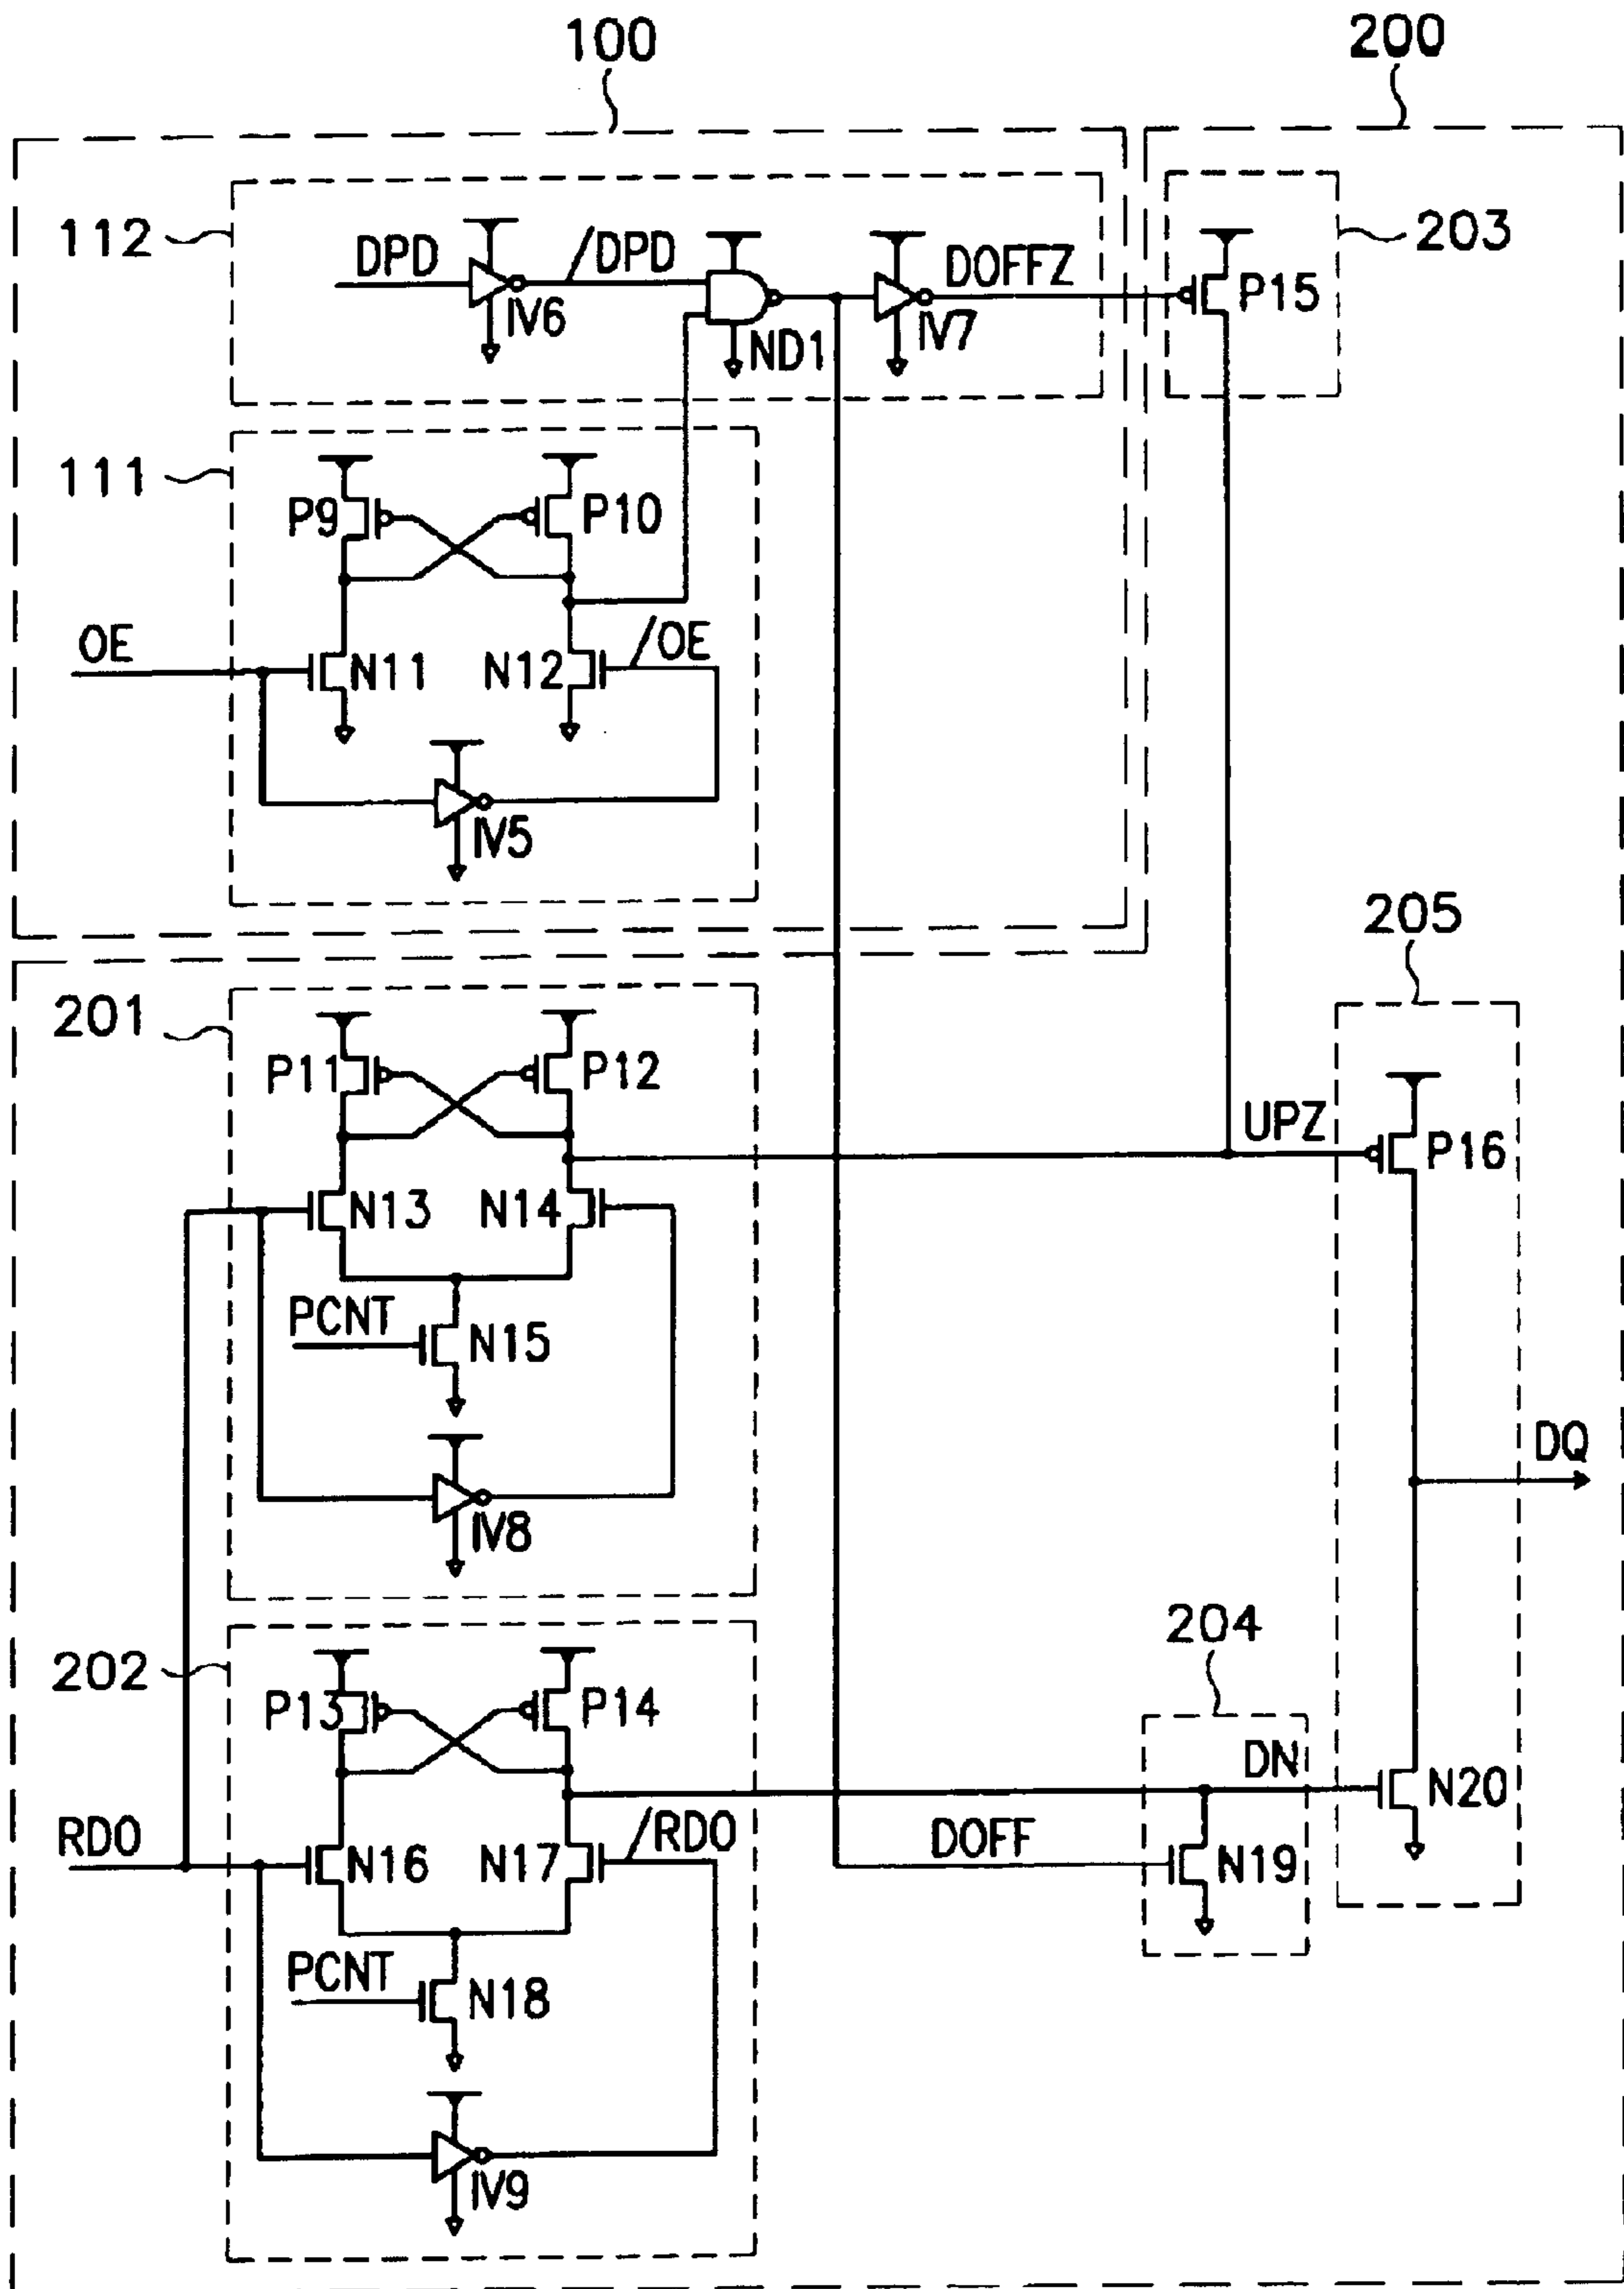 100
200
112
DPD
/DPD
DOFFZ
203
IV6
ND1
IV7
P15
111
P9
P10
OE
N11
N12
/OE
IV5
201
P11
P12
205
UPZ
P16
N13
N14
PCNT
N15
IV8
DQ
202
P13
P14
204
DN
N20
RDO
N16
N17
/RDO
DOFF
N19
PCNT
N18
IV9